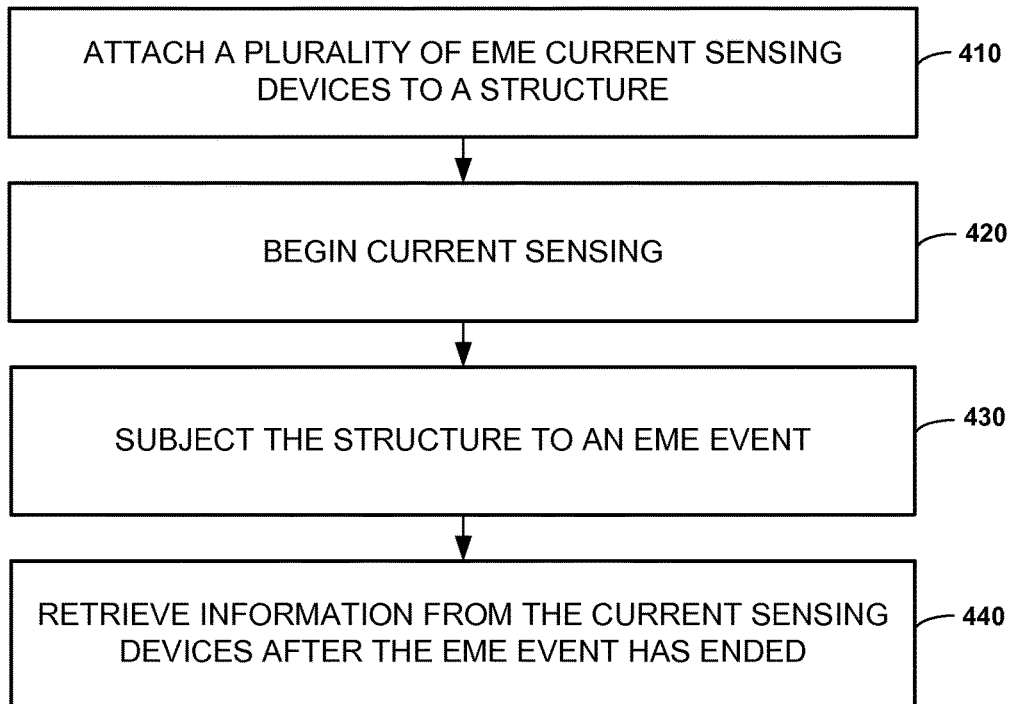 ATTACH A PLURALITY OF EME CURRENT SENSING
DEVICES TO A STRUCTURE
410
BEGIN CURRENT SENSING
420
SUBJECT THE STRUCTURE TO AN EME EVENT
430
RETRIEVE INFORMATION FROM THE CURRENT SENSING
DEVICES AFTER THE EME EVENT HAS ENDED
440